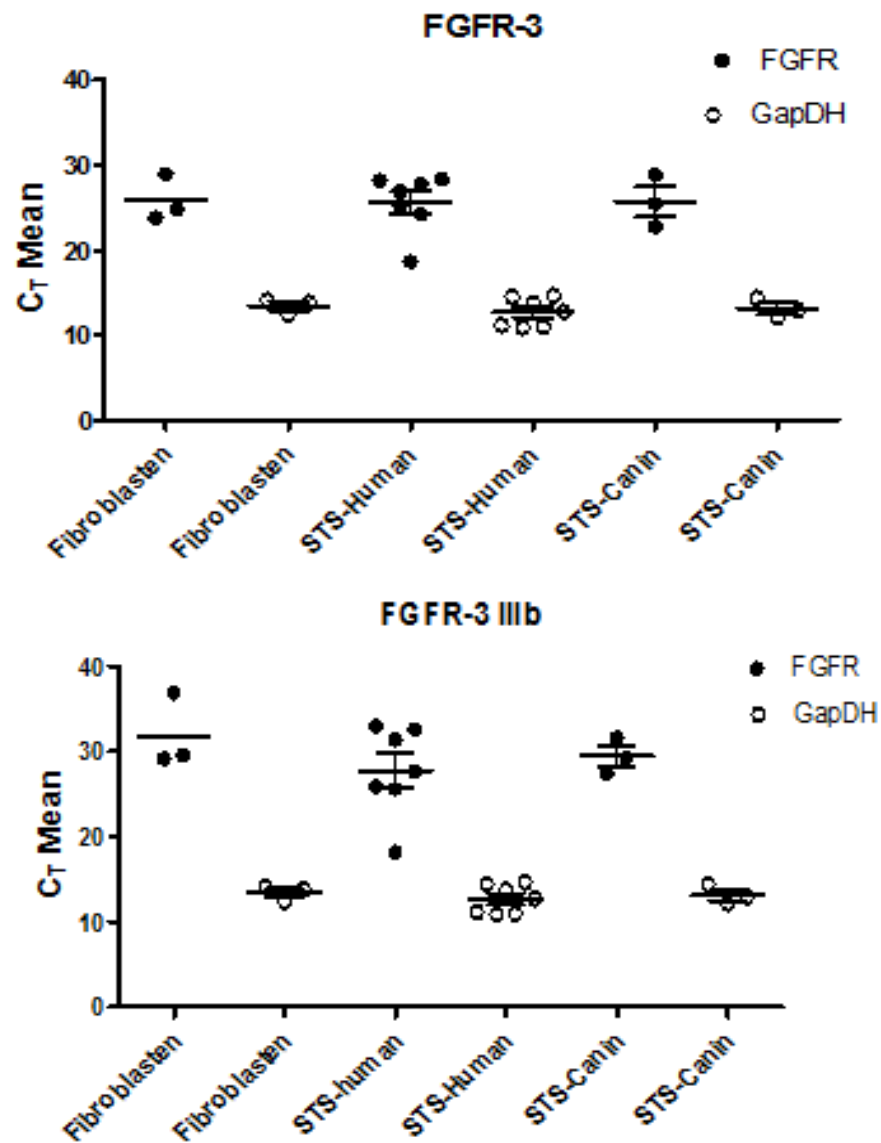 FGFR-3
FGFR
GapDH
40
30
20
10
0
C_T Mean
Fibroblasten
Fibroblasten
STS-Human
STS-Human
STS-Canin
STS-Canin
FGFR-3 IIIb
FGFR
GapDH
40
30
20
10
0
C_T Mean
Fibroblasten
Fibroblasten
STS-human
STS-Human
STS-Canin
STS-Canin